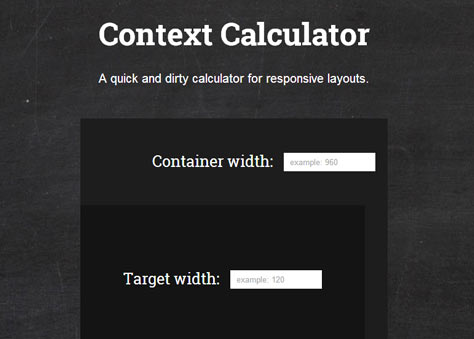 Context Calculator
A quick and dirty calculator for responsive layouts.
Container width: example: 960
Target width: example: 120